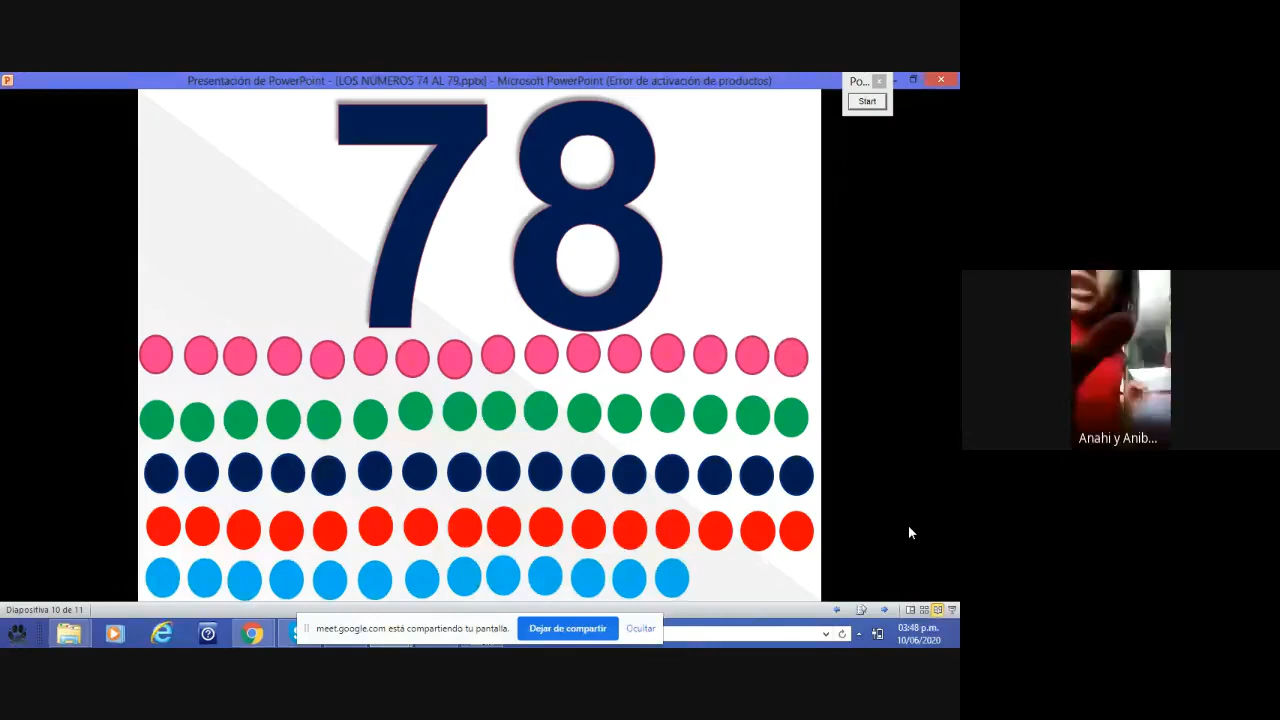 Presentación de PowerPoint - [LOS NÚMEROS 74 AL 79.pptx] - Microsoft PowerPoint (Error de activación de productos)
Po...
Start
78
Anahi y Anib...
Diapositiva 10 de 11
meet.google.com está compartiendo tu pantalla.
Dejar de compartir
Ocultar
03:48 p.m.
10/06/2020